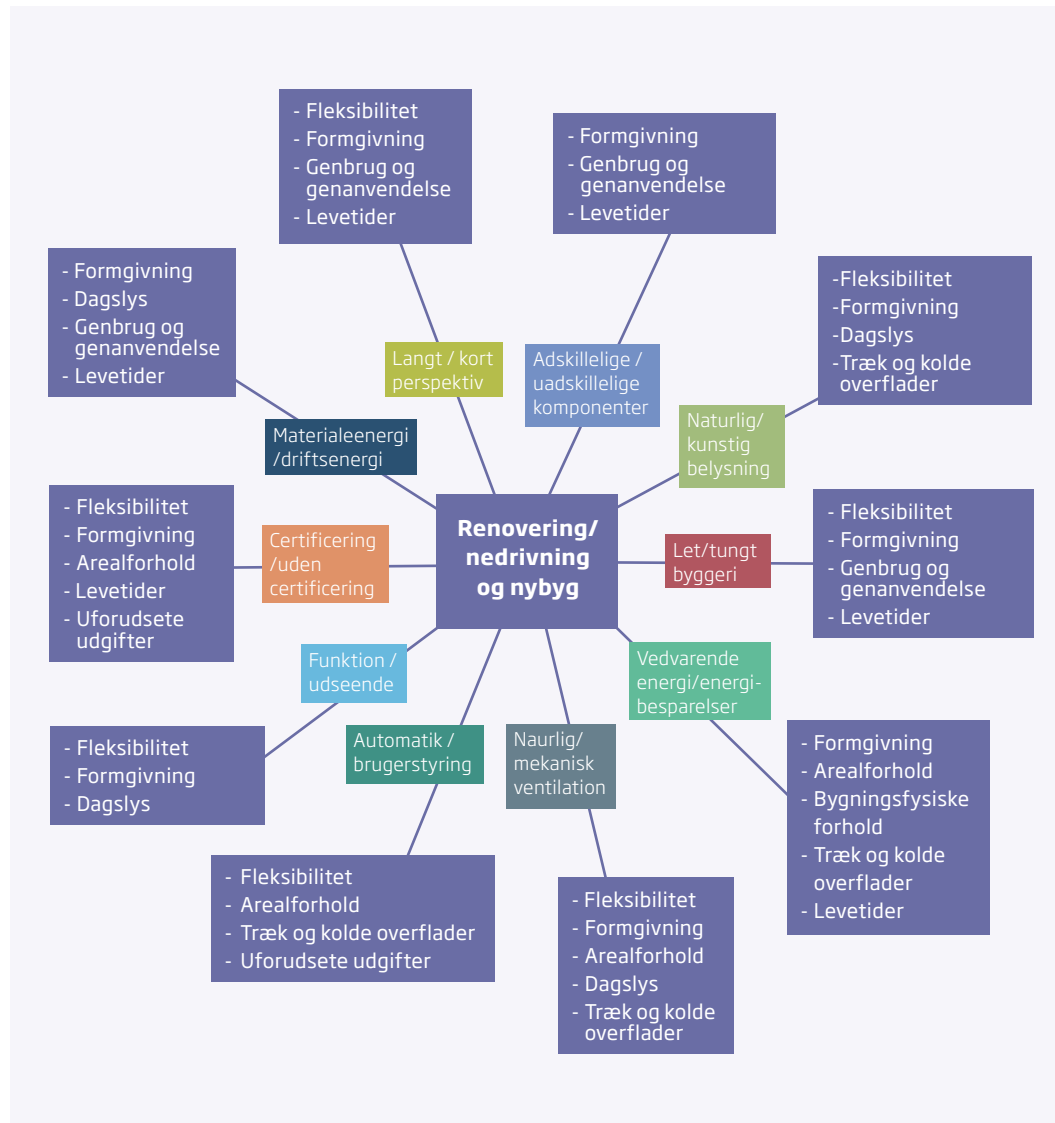 - Fleksibilitet
- Formgivning
- Genbrug og
genanvendelse
- Levetider
- Formgivning
- Genbrug og
genanvendelse
- Levetider
- Formgivning
- Dagslys
- Genbrug og
genanvendelse
- Levetider
-Fleksibilitet
-Formgivning
-Dagslys
-Træk og kolde
overflader
Langt / kort
perspektiv
Adskillelige /
uadskillelige
komponenter
Materialeenergi
/driftsenergi
Naturlig/
kunstig
belysning
- Fleksibilitet
- Formgivning
- Arealforhold
- Levetider
- Uforudsete
udgifter
Certificering
/uden
certificering
Renovering/
nedrivning
og nybyg
Let/tungt
byggeri
- Fleksibilitet
- Formgivning
- Genbrug og
genanvendelse
- Levetider
Funktion /
udseende
Vedvarende
energi/energi-
besparelser
- Fleksibilitet
- Formgivning
- Dagslys
Automatik /
brugerstyring
Naurlig/
mekanisk
ventilation
- Formgivning
- Arealforhold
- Bygningsfysiske
forhold
- Træk og kolde
overflader
- Levetider
- Fleksibilitet
- Arealforhold
- Træk og kolde overflader
- Uforudsete udgifter
- Fleksibilitet
- Formgivning
- Arealforhold
- Dagslys
- Træk og kolde
overflader